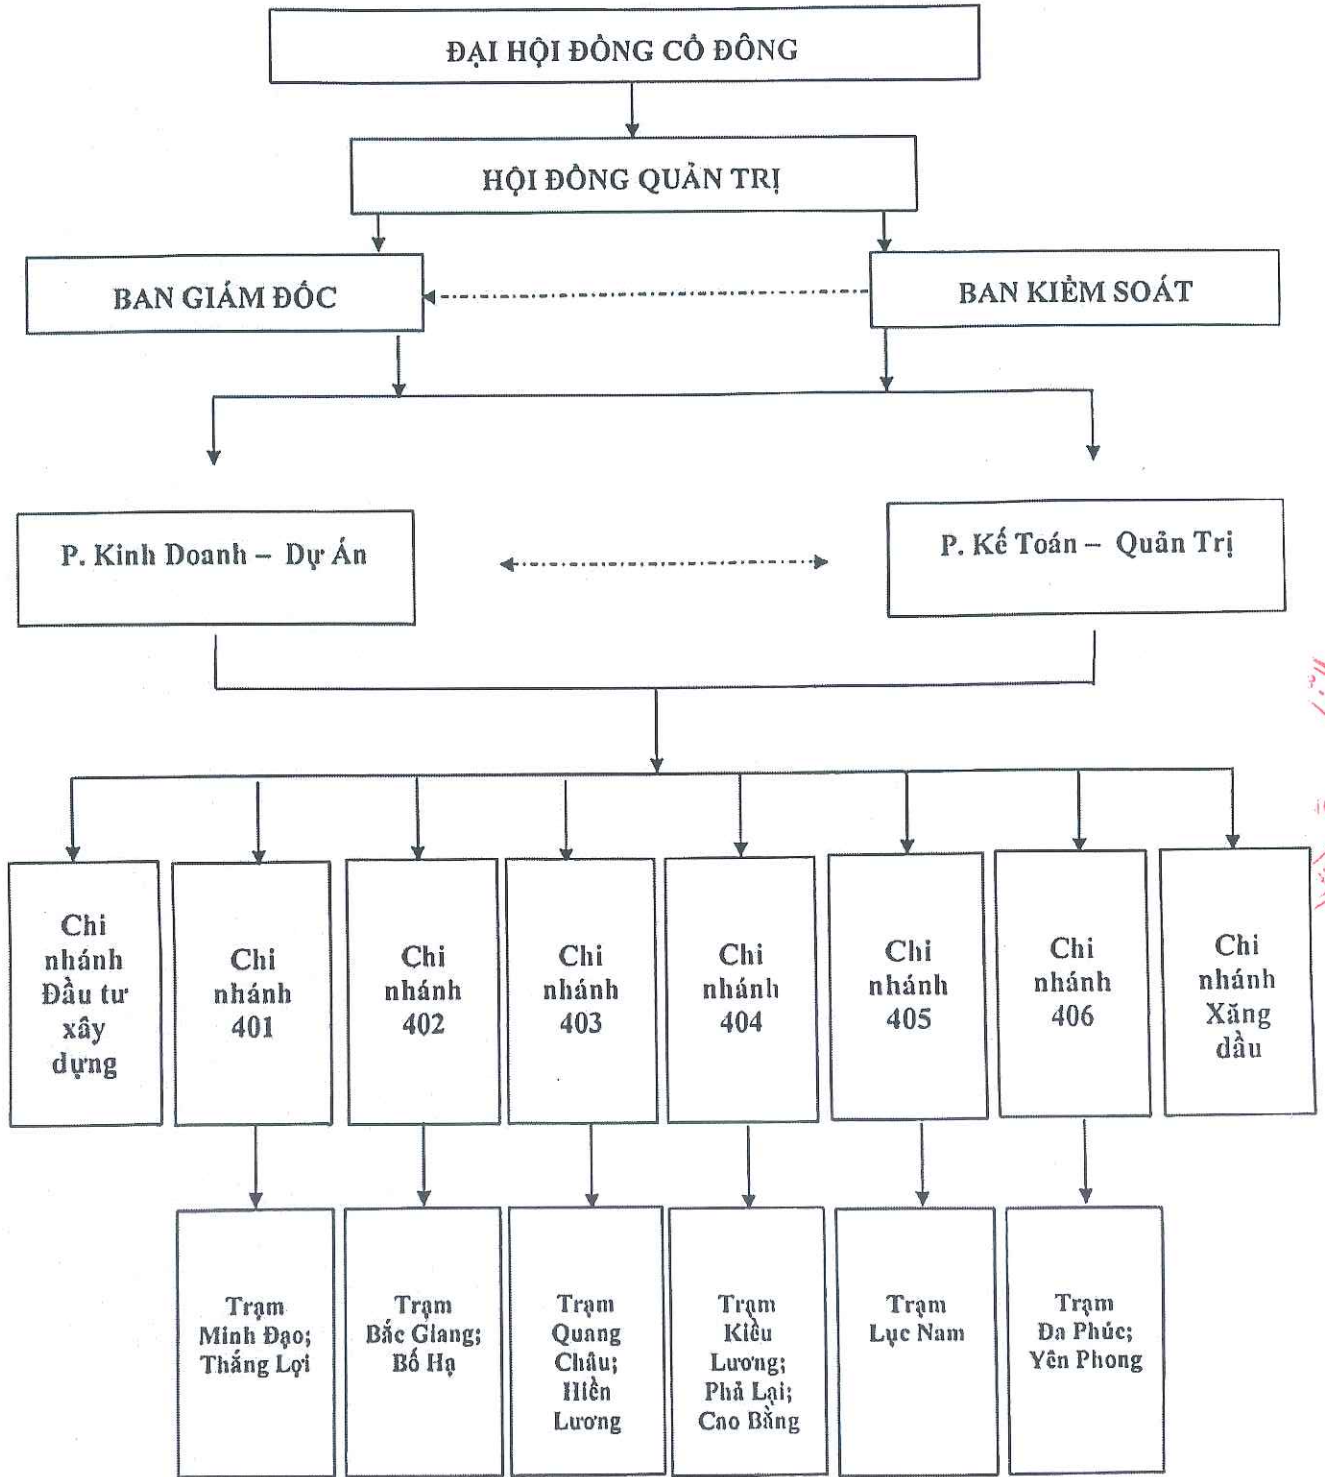 ĐẠI HỘI ĐỒNG CỔ ĐÔNG
HỘI ĐỒNG QUẢN TRỊ
BAN GIÁM ĐỐC
BAN KIỂM SOÁT
P. Kinh Doanh – Dự Án
P. Kế Toán – Quản Trị
Chi
nhánh
Đầu tư
xây
dựng
Chi
nhánh
401
Chi
nhánh
402
Chi
nhánh
403
Chi
nhánh
404
Chi
nhánh
405
Chi
nhánh
406
Chi
nhánh
Xăng
dầu
Trạm
Minh Đạo;
Thắng Lợi
Trạm
Bắc Giang;
Bố Hạ
Trạm
Quang
Châu;
Hiền
Lương
Trạm
Kiều
Lương;
Phả Lại;
Cao Bằng
Trạm
Lục Nam
Trạm
Đa Phúc;
Yên Phong